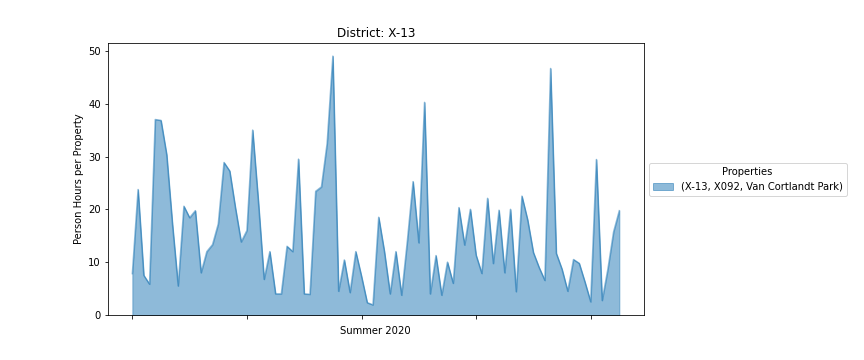 District: X-13
50
40
30
20
10
0
Person Hours per Property
Summer 2020
Properties
(X-13, X092, Van Cortlandt Park)